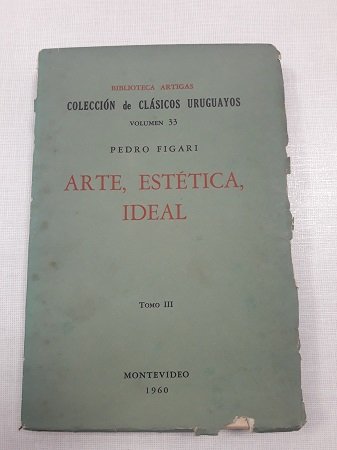 BIBLIOTECA ARTIGAS
COLECCIÓN de CLÁSICOS URUGUAYOS
VOLUMEN 33
PEDRO FIGARI
ARTE, ESTÉTICA,
IDEAL
TOMO III
MONTEVIDEO
1960